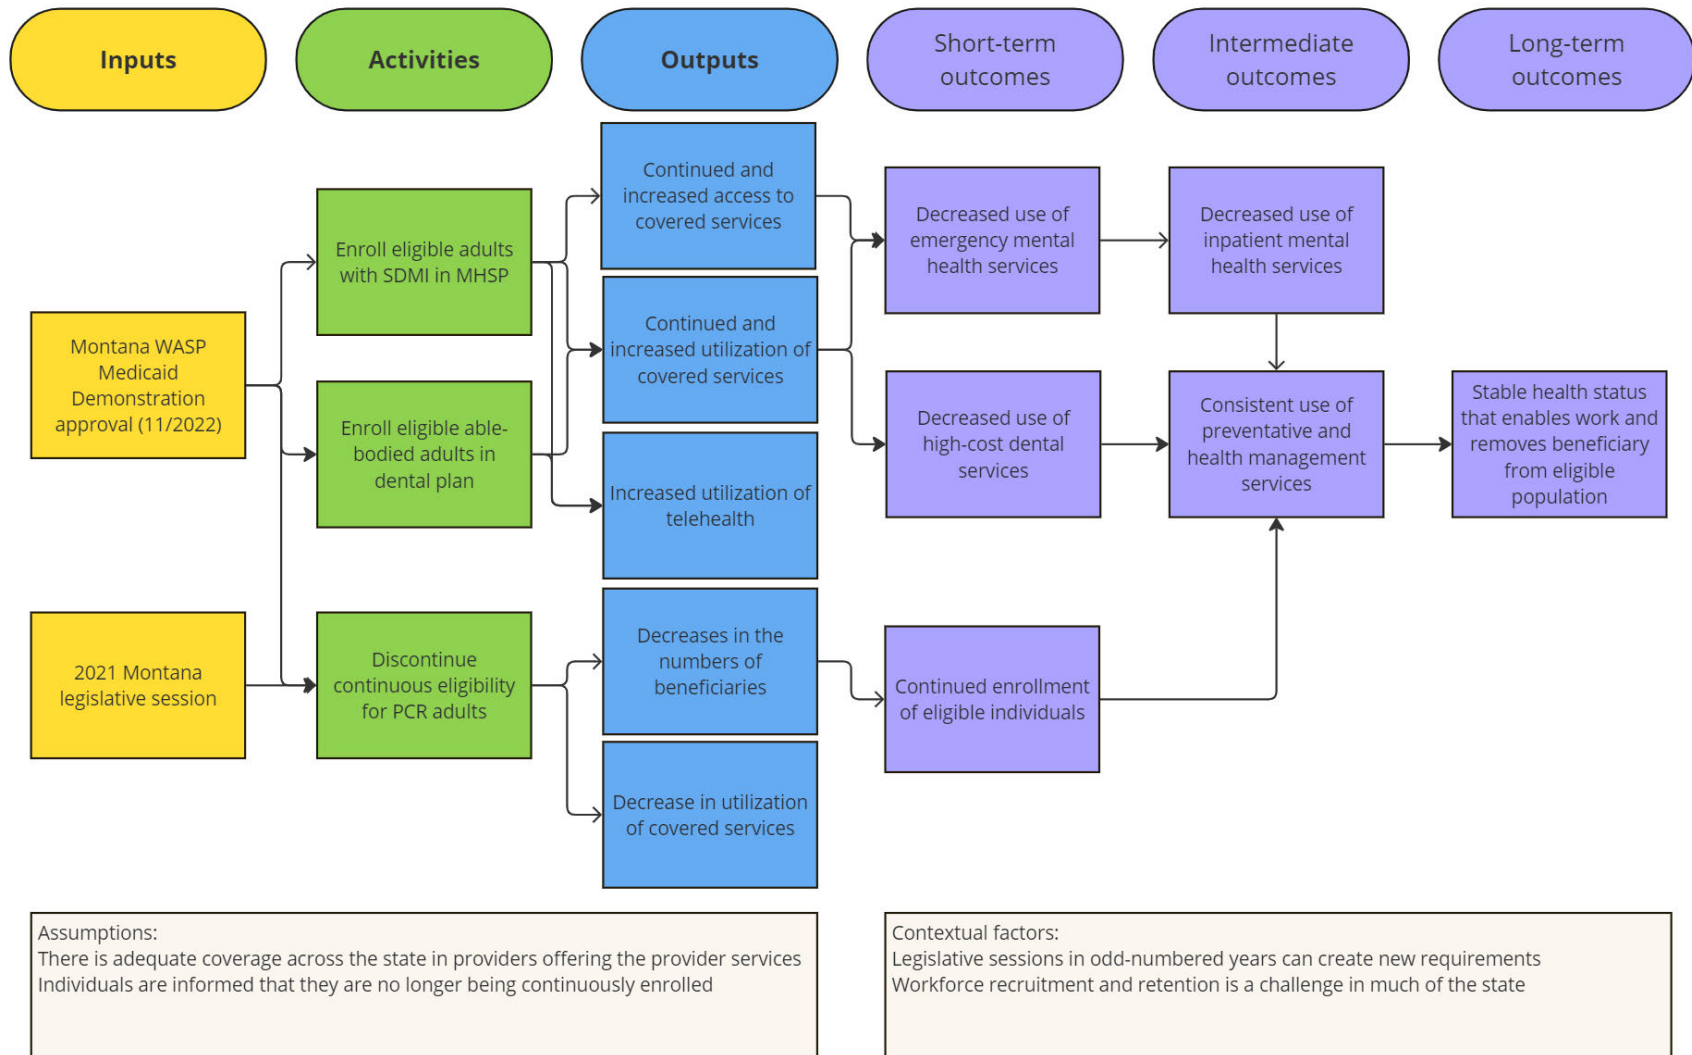 Inputs
Activities
Outputs
Short-term
outcomes
Intermediate
outcomes
Long-term
outcomes
Montana WASP
Medicaid
Demonstration
approval (11/2022)
2021 Montana
legislative session
Enroll eligible adults
with SDMI in MHSP
Enroll eligible able-
bodied adults in
dental plan
Discontinue
continuous eligibility
for PCR adults
Continued and
increased access to
covered services
Continued and
increased utilization of
covered services
Increased utilization of
telehealth
Decreases in the
numbers of
beneficiaries
Decrease in utilization
of covered services
Decreased use of
emergency mental
health services
Decreased use of
high-cost dental
services
Continued enrollment
of eligible individuals
Decreased use of
inpatient mental
health services
Consistent use of
preventative and
health management
services
Stable health status
that enables work and
removes beneficiary
from eligible
population
Assumptions:
There is adequate coverage across the state in providers offering the provider services
Individuals are informed that they are no longer being continuously enrolled
Contextual factors:
Legislative sessions in odd-numbered years can create new requirements
Workforce recruitment and retention is a challenge in much of the state